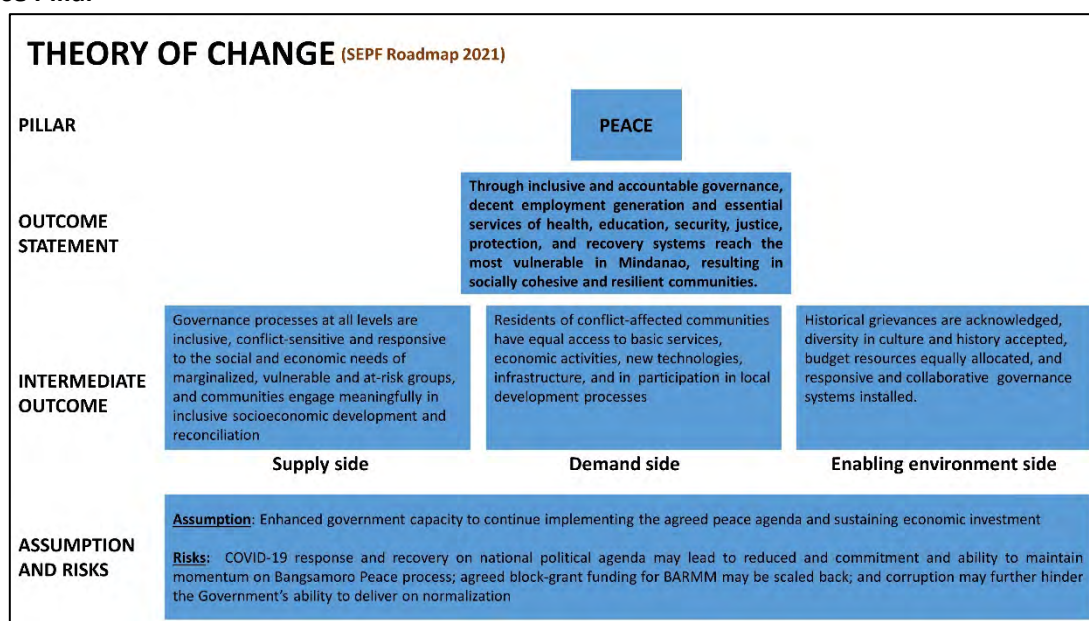 THEORY OF CHANGE (SEPF Roadmap 2021)
PILLAR
PEACE
OUTCOME
STATEMENT
Through inclusive and accountable governance,
decent employment generation and essential
services of health, education, security, justice,
protection, and recovery systems reach the
most vulnerable in Mindanao, resulting in
socially cohesive and resilient communities.
INTERMEDIATE
OUTCOME
Governance processes at all levels are
inclusive, conflict-sensitive and responsive
to the social and economic needs of
marginalized, vulnerable and at-risk groups,
and communities engage meaningfully in
inclusive socioeconomic development and
reconciliation
Supply side
Residents of conflict-affected communities
have equal access to basic services,
economic activities, new technologies,
infrastructure, and in participation in local
development processes
Demand side
Historical grievances are acknowledged,
diversity in culture and history accepted,
budget resources equally allocated, and
responsive and collaborative governance
systems installed.
Enabling environment side
ASSUMPTION
AND RISKS
Assumption: Enhanced government capacity to continue implementing the agreed peace agenda and sustaining economic investment
Risks: COVID-19 response and recovery on national political agenda may lead to reduced and commitment and ability to maintain
momentum on Bangsamoro Peace process; agreed block-grant funding for BARMM may be scaled back; and corruption may further hinder
the Government's ability to deliver on normalization